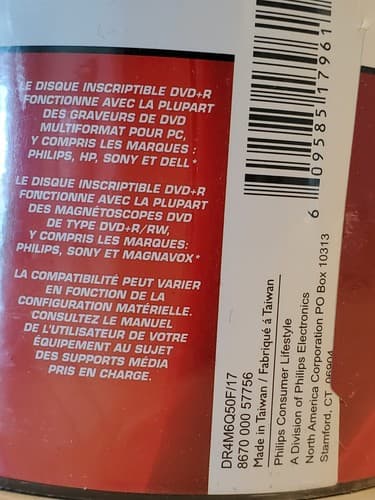 LE DISQUE INSCRIPTIBLE DVD+R
FONCTIONNE AVEC LA PLUPART
DES GRAVEURS DE DVD
MULTIFORMAT POUR PC,
Y COMPRIS LES MARQUES :
PHILIPS, HP, SONY ET DELL*
LE DISQUE INSCRIPTIBLE DVD+R
FONCTIONNE AVEC LA PLUPART
DES MAGNÉTOSCOPES DVD
DE TYPE DVD+R/RW,
Y COMPRIS LES MARQUES:
PHILIPS, SONY ET MAGNAVOX*
LA COMPATIBILITÉ PEUT VARIER
EN FONCTION DE LA
CONFIGURATION MATÉRIELLE.
CONSULTEZ LE MANUEL
DE L'UTILISATEUR DE VOTRE
ÉQUIPEMENT AU SUJET
DES SUPPORTS MÉDIA
PRIS EN CHARGE.
6 09585 17961
DR4M6Q50F/17
8670 000 57756
Made in Taiwan / Fabriqué á Taiwan
Philips Consumer Lifestyle
A Division of Philips Electronics
North America Corporation PO Box 10313
Stamford, CT 06904